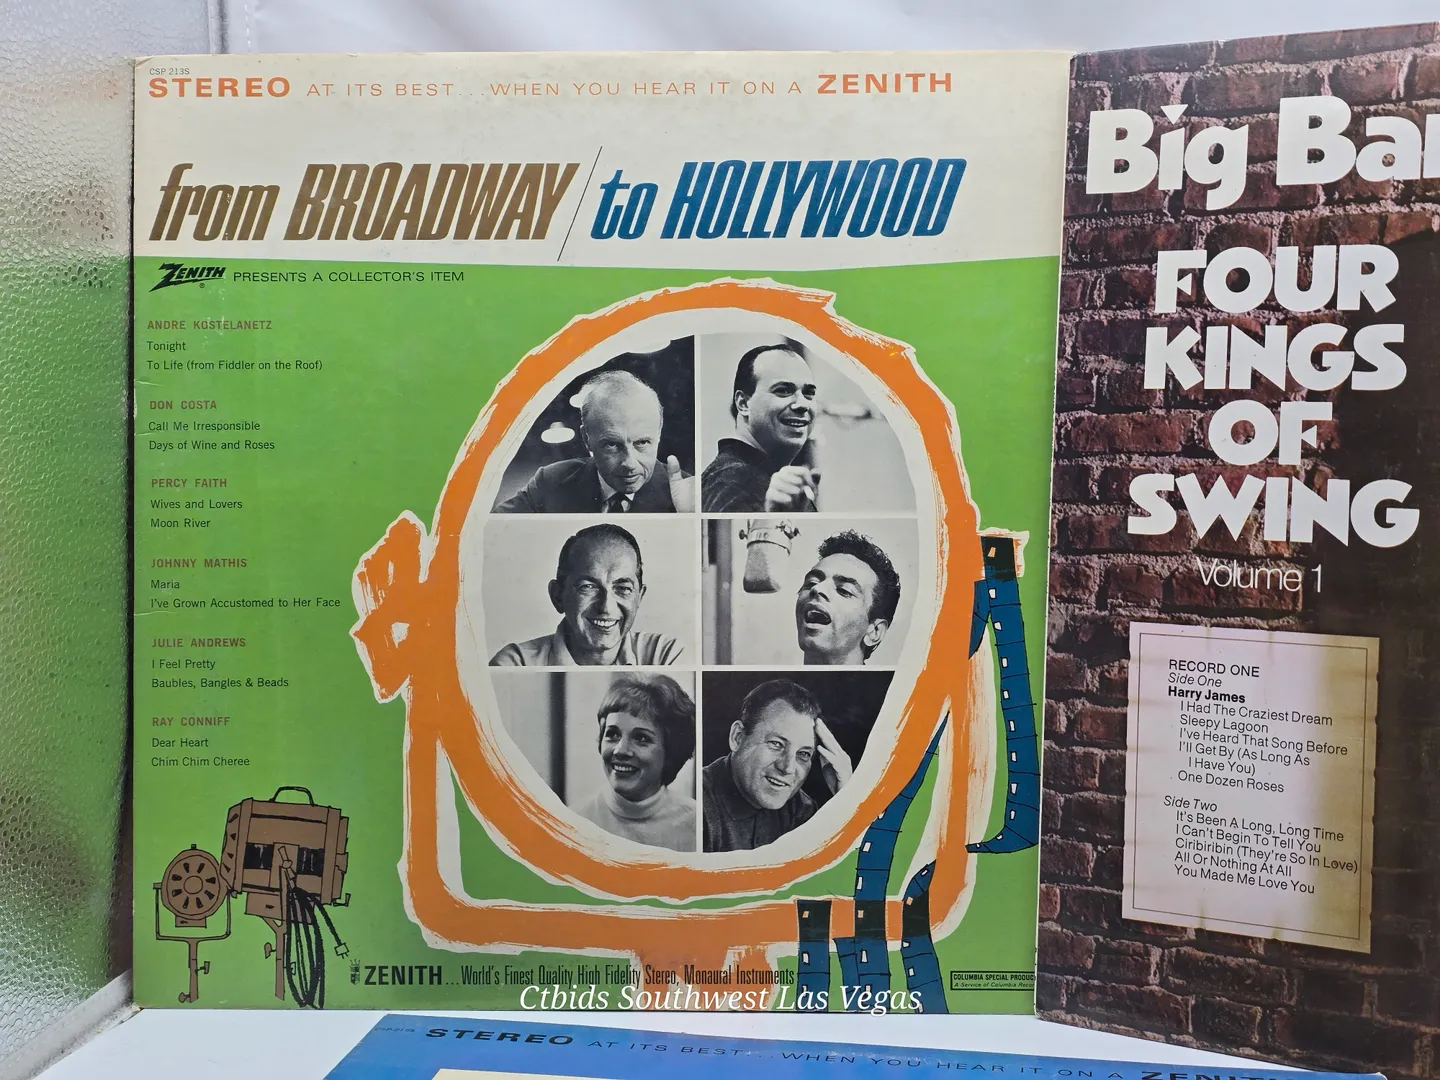 CSP 213S
STEREO AT ITS BEST...WHEN YOU HEAR IT ON A ZENITH
from BROADWAY/to HOLLYWOOD
ZENITH® PRESENTS A COLLECTOR'S ITEM
ANDRE KOSTELANETZ
Tonight
To Life (from Fiddler on the Roof)
DON COSTA
Call Me Irresponsible
Days of Wine and Roses
PERCY FAITH
Wives and Lovers
Moon River
JOHNNY MATHIS
Maria
I've Grown Accustomed to Her Face
JULIE ANDREWS
I Feel Pretty
Baubles, Bangles & Beads
RAY CONNIFF
Dear Heart
Chim Chim Cheree
ZENITH...World's Finest Quality High Fidelity Stereo, Monaural Instruments
COLUMBIA SPECIAL PRODUC
A Service of Columbia Recor
Big Ba
FOUR
KINGS
OF
SWING
Volume 1
RECORD ONE
Side One
Harry James
I Had The Craziest Dream
Sleepy Lagoon
I've Heard That Song Before
I'll Get By (As Long As
I Have You)
One Dozen Roses
Side Two
It's Been A Long, Long Time
I Can't Begin To Tell You
Ciribiribin (They're So In Love)
All Or Nothing At All
You Made Me Love You
Ctbids Southwest Las Vegas
STEREO AT ITS BEST...WHEN YOU HEAR IT ON A ZENIT